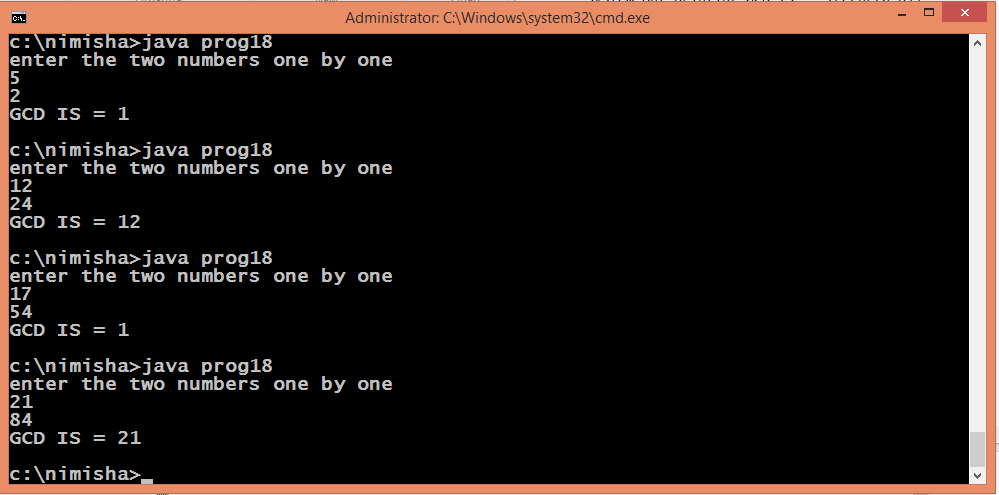 Administrator: C:\Windows\system32\cmd.exe
c:\nimisha>java prog18
enter the two numbers one by one
5
2
GCD IS = 1
c:\nimisha>java prog18
enter the two numbers one by one
12
24
GCD IS = 12
c:\nimisha>java prog18
enter the two numbers one by one
17
54
GCD IS = 1
c:\nimisha>java prog18
enter the two numbers one by one
21
84
GCD IS = 21
c:\nimisha>_